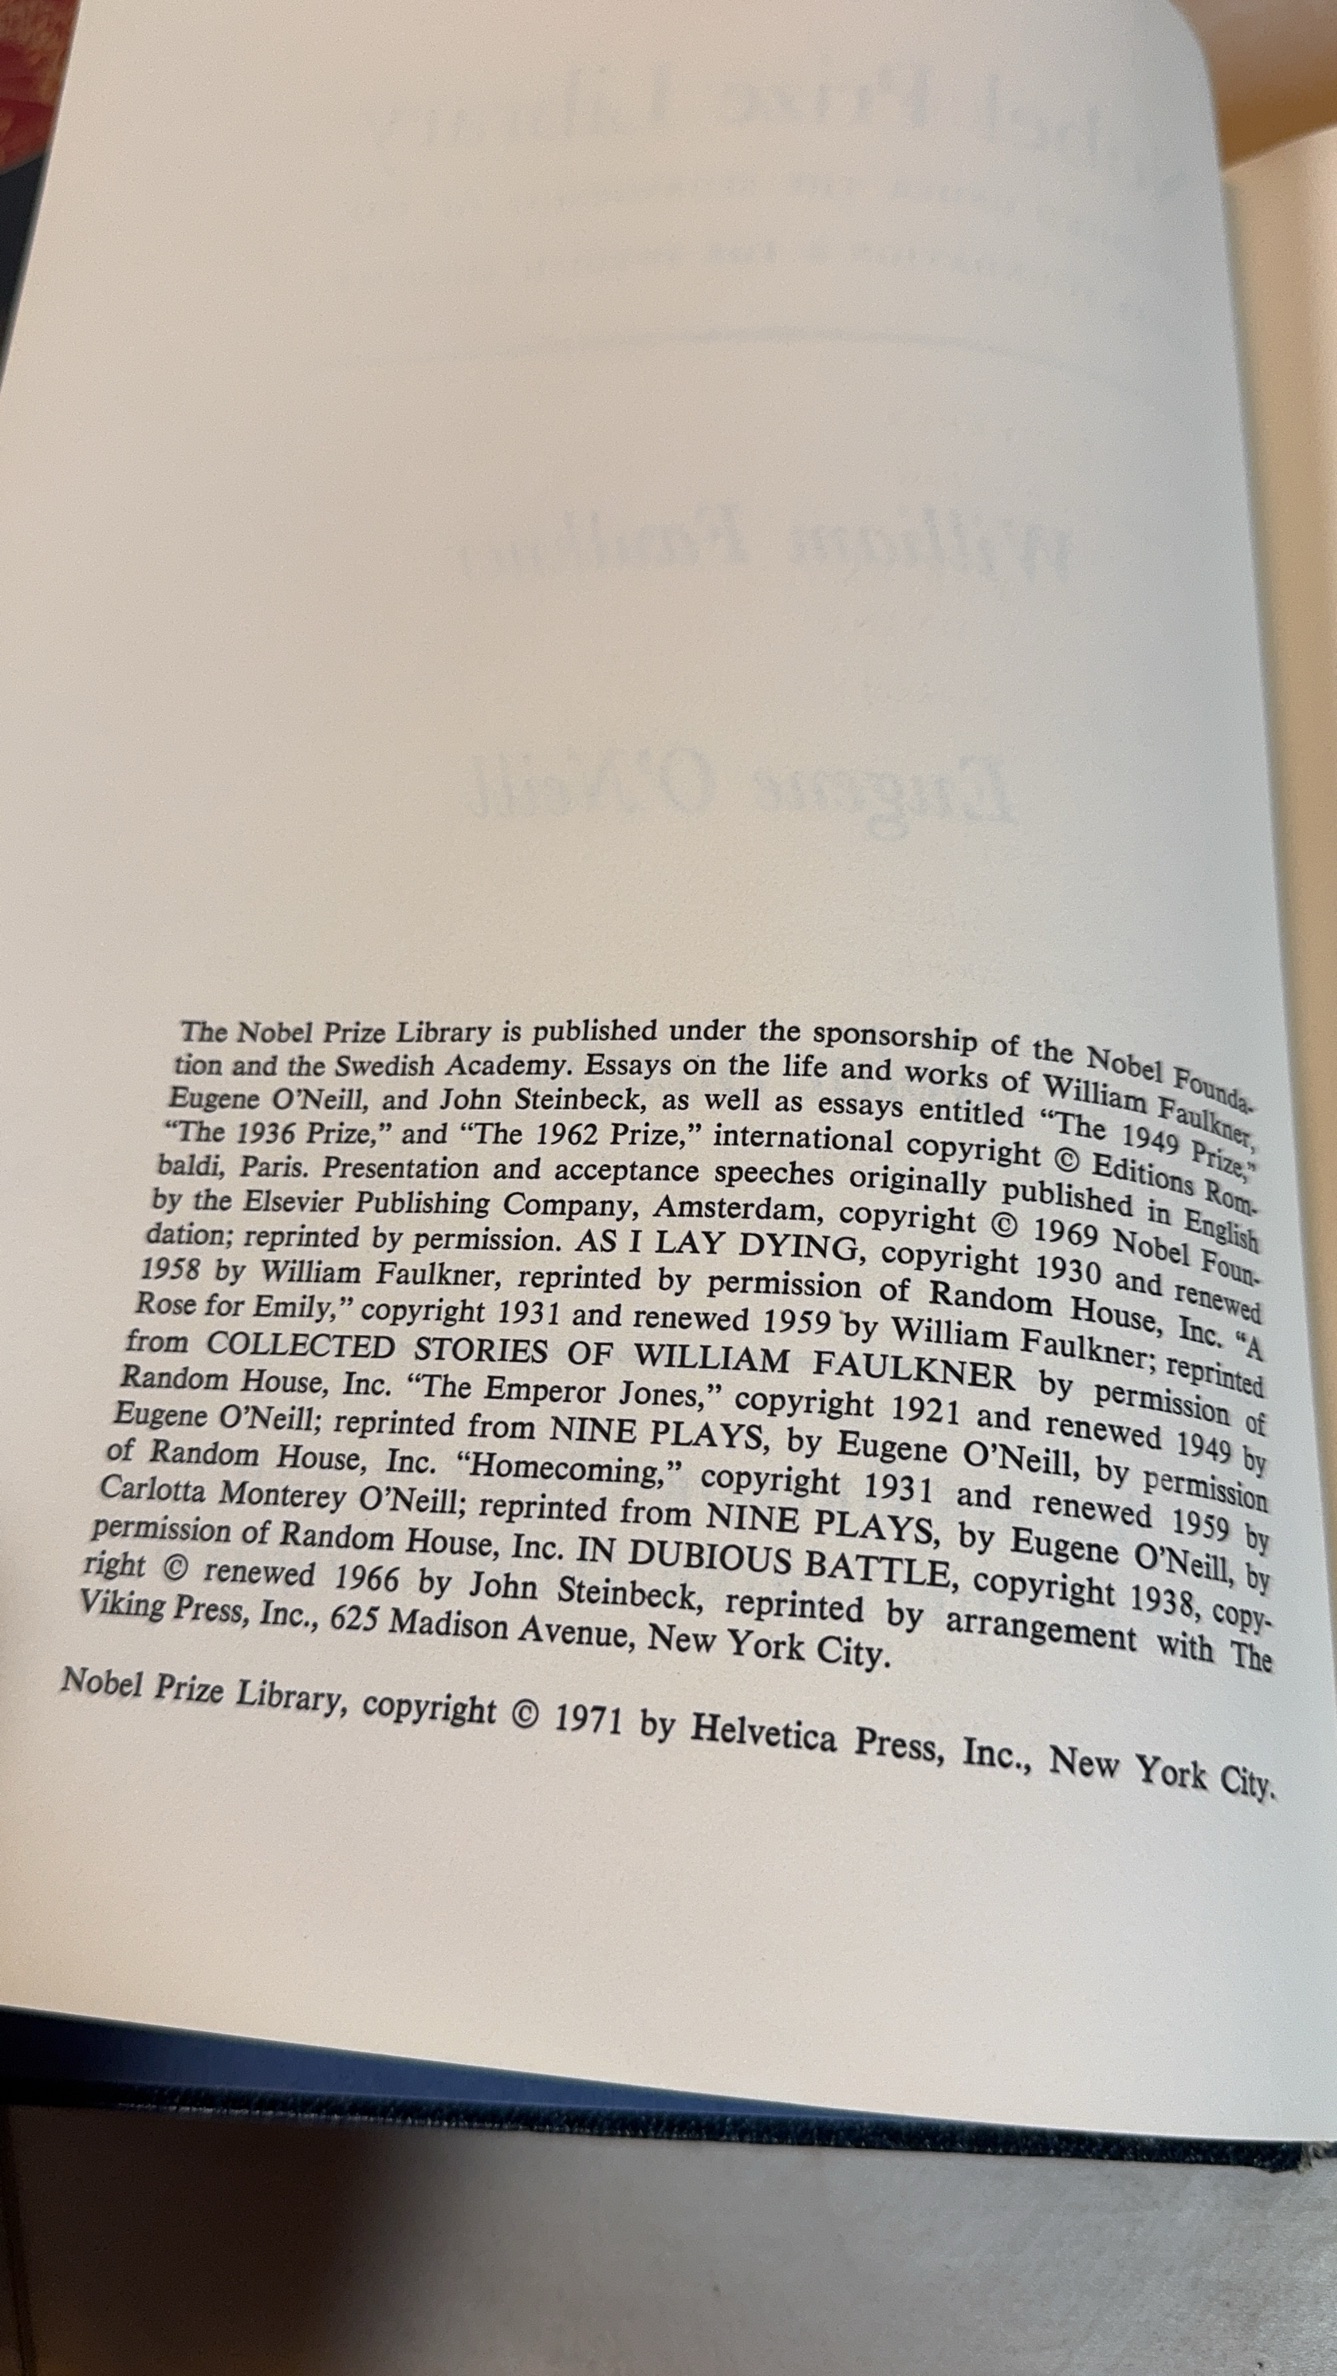 The Nobel Prize Library is published under the sponsorship of the Nobel Founda-
tion and the Swedish Academy. Essays on the life and works of William Faulkner,
Eugene O'Neill, and John Steinbeck, as well as essays entitled “The 1949 Prize,”
“The 1936 Prize,” and “The 1962 Prize,” international copyright © Editions Rom-
baldi, Paris. Presentation and acceptance speeches originally published in English
by the Elsevier Publishing Company, Amsterdam, copyright © 1969 Nobel Foun-
dation; reprinted by permission. AS I LAY DYING, copyright 1930 and renewed
1958 by William Faulkner, reprinted by permission of Random House, Inc. “A
Rose for Emily,” copyright 1931 and renewed 1959 by William Faulkner; reprinted
from COLLECTED STORIES OF WILLIAM FAULKNER by permission of
Random House, Inc. “The Emperor Jones,” copyright 1921 and renewed 1949 by
Eugene O'Neill; reprinted from NINE PLAYS, by Eugene O'Neill, by permission
of Random House, Inc. “Homecoming,” copyright 1931 and renewed 1959 by
Carlotta Monterey O'Neill; reprinted from NINE PLAYS, by Eugene O'Neill, by
permission of Random House, Inc. IN DUBIOUS BATTLE, copyright 1938, copy-
right © renewed 1966 by John Steinbeck, reprinted by arrangement with The
Viking Press, Inc., 625 Madison Avenue, New York City.
Nobel Prize Library, copyright © 1971 by Helvetica Press, Inc., New York City.